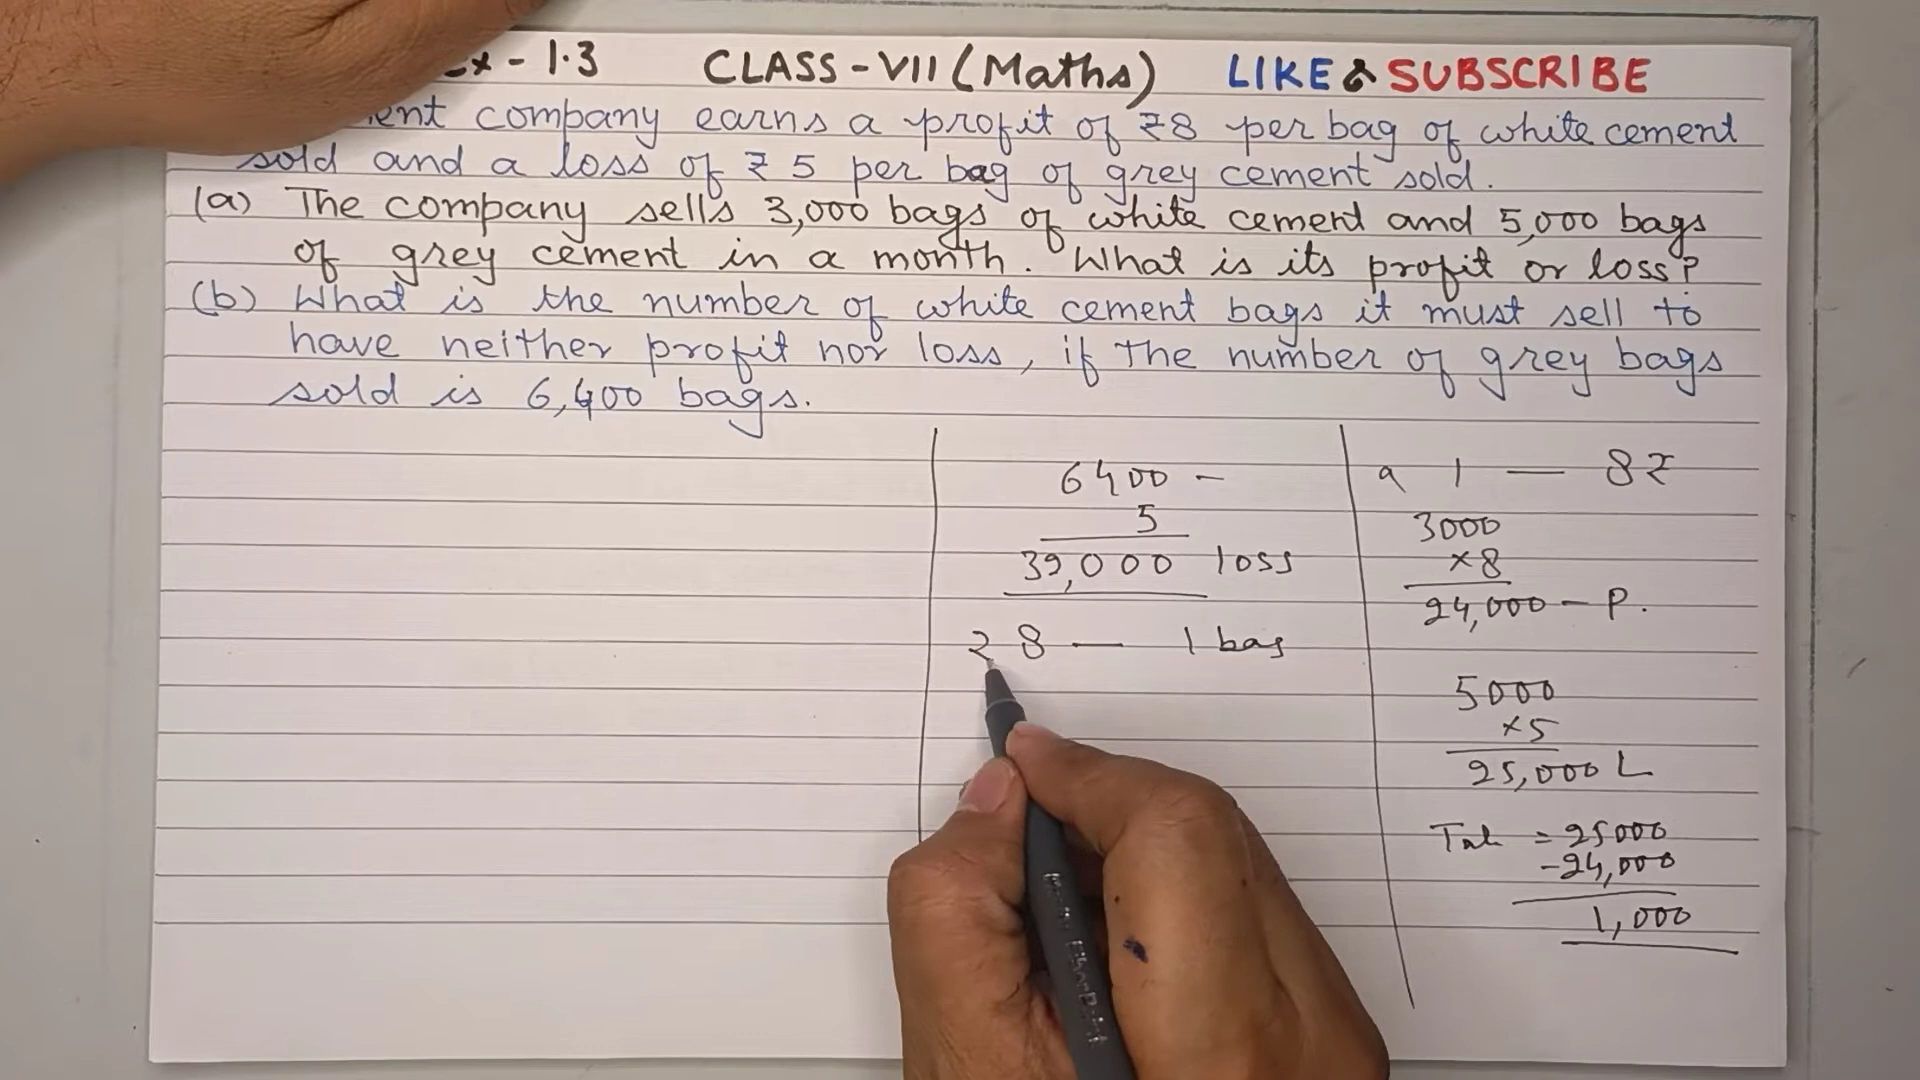 Ex - 1.3 CLASS - VII (Maths) LIKE & SUBSCRIBE
company earns a profit of ₹8 per bag of white cement
sold and a loss of ₹5 per bag of grey cement sold.
(a) The company sells 3,000 bags of white cement and 5,000 bags
of grey cement in a month. What is its profit or loss?
(b) What is the number of white cement bags it must sell to
have neither profit nor loss, if the number of grey bags
sold is 6,400 bags.
6400 -
5
32,000 loss
₹ 8 — 1 bag
a 1 — 8₹
3000
×8
24,000 - P.
5000
×5
25,000 L
= 25000
-24,000
1,000